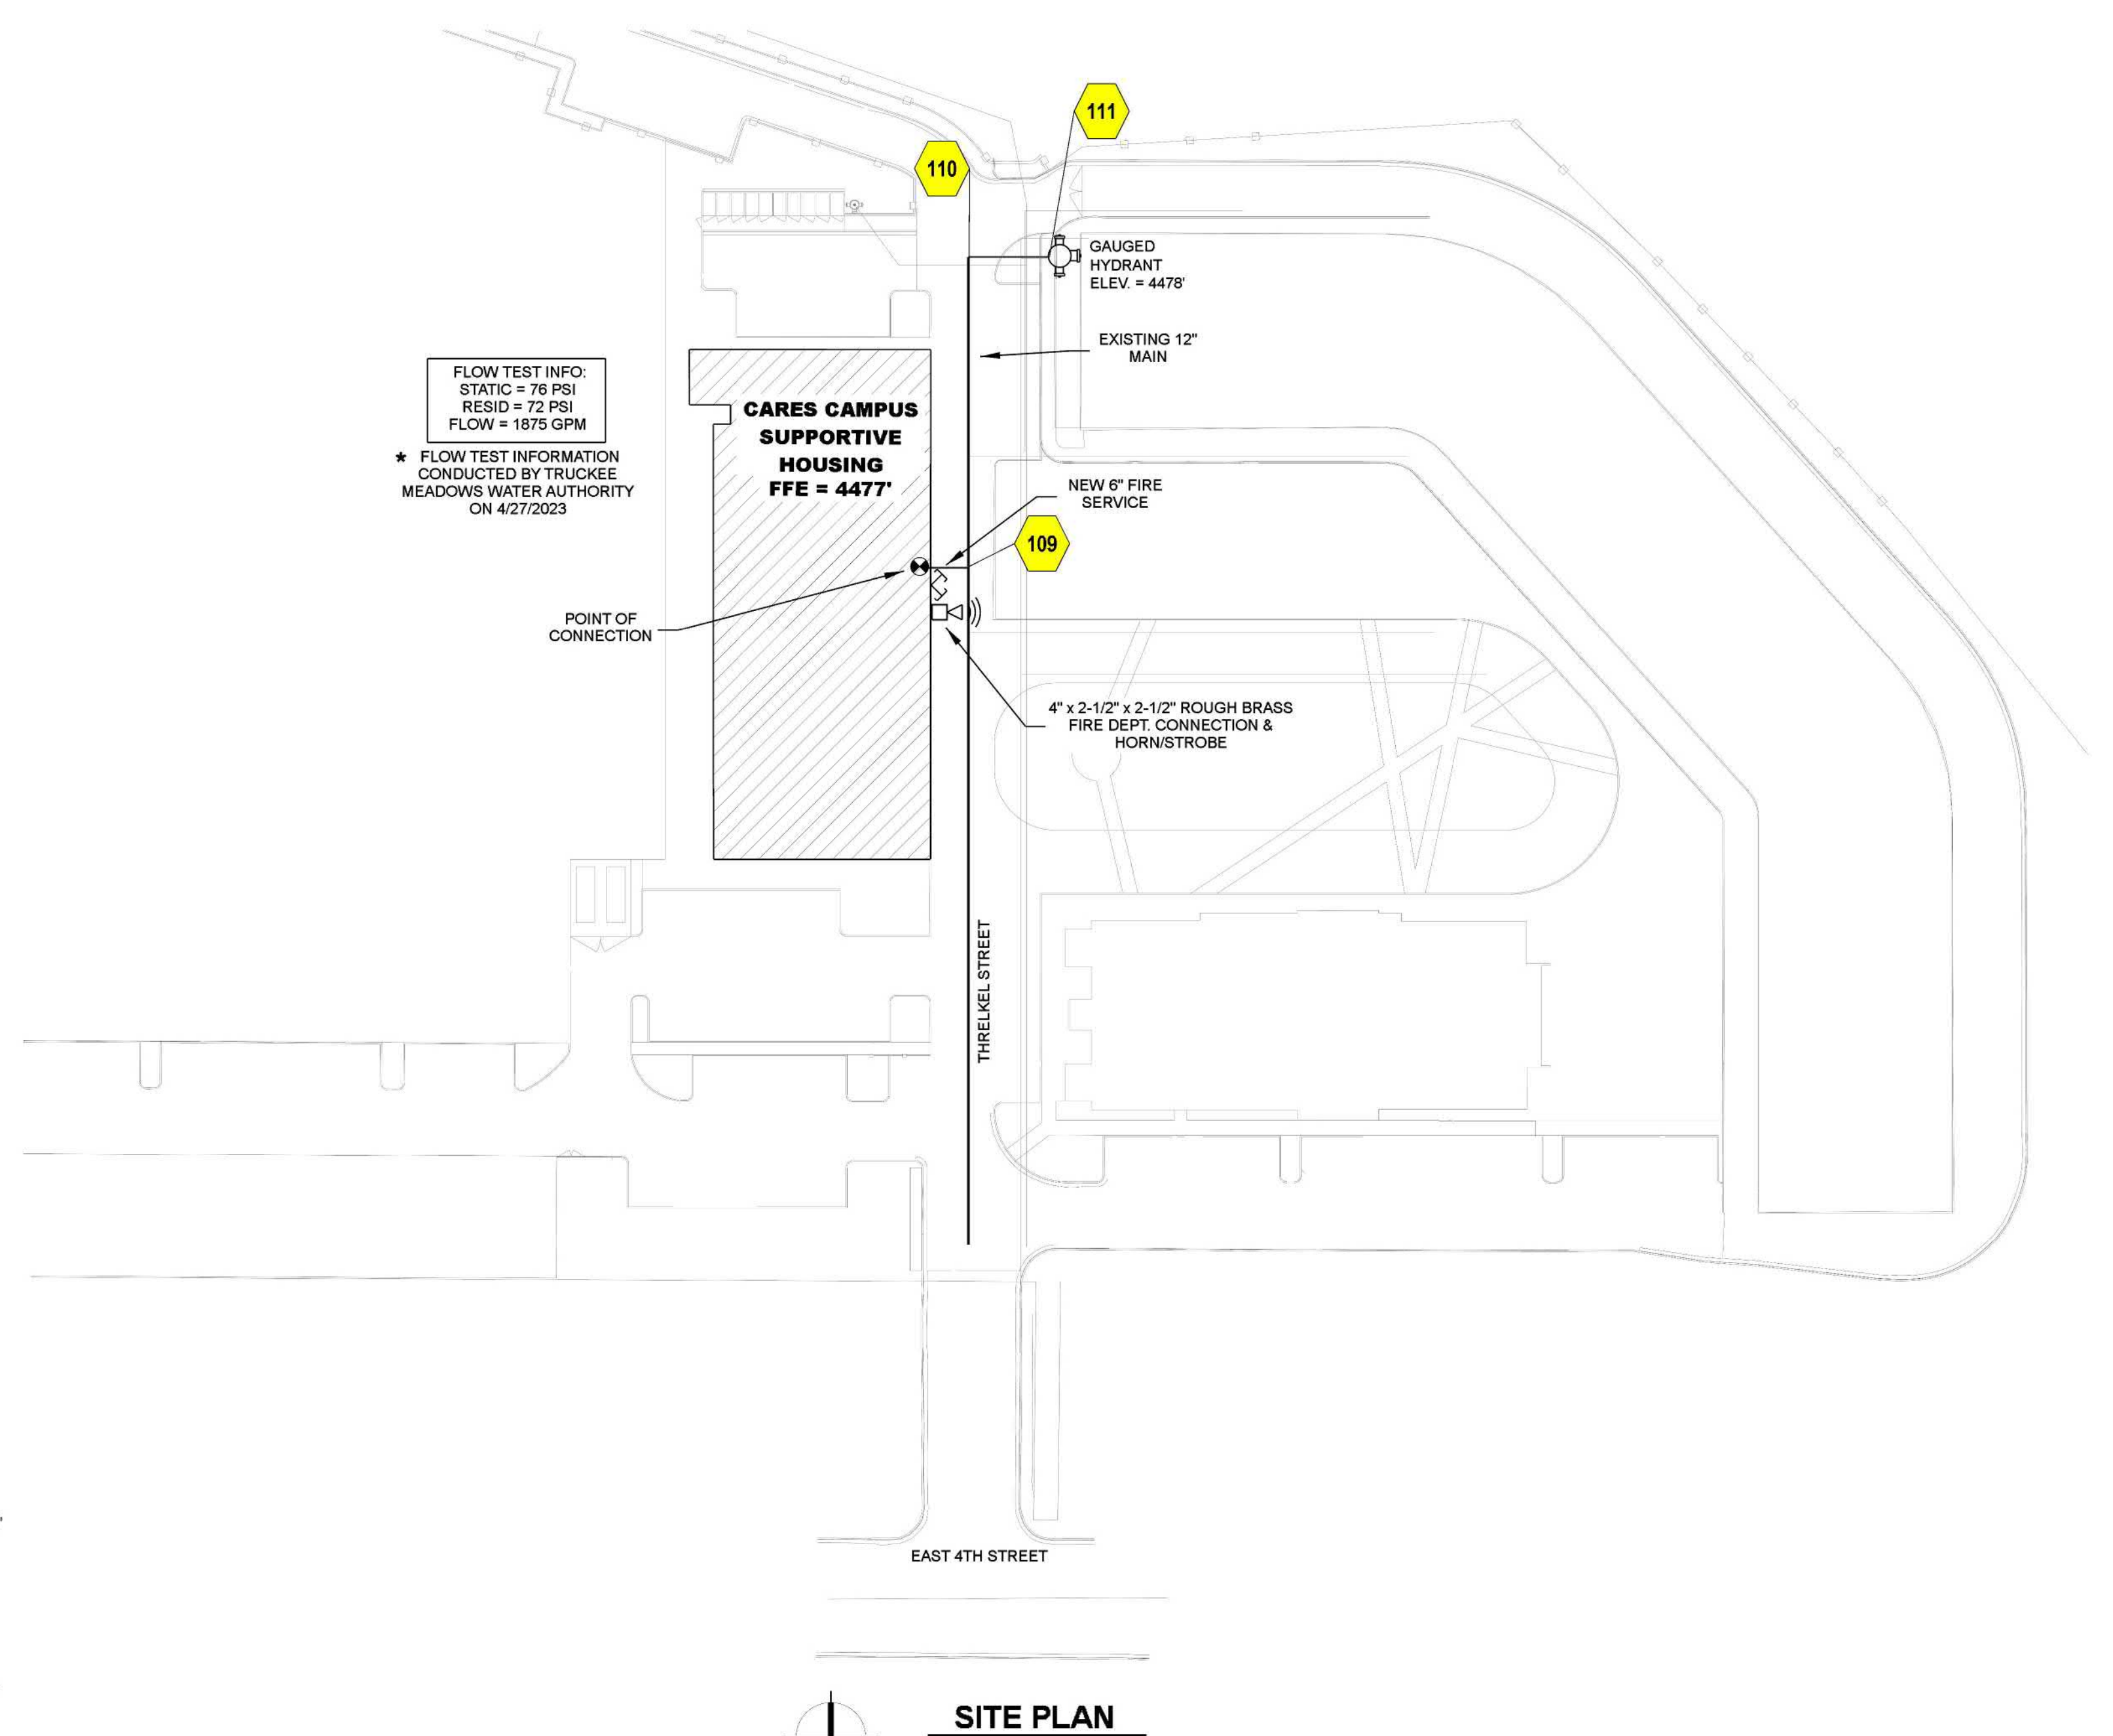 111
110
GAUGED
HYDRANT
ELEV. = 4478'
EXISTING 12"
MAIN
FLOW TEST INFO:
STATIC = 76 PSI
RESID = 72 PSI
FLOW = 1875 GPM
* FLOW TEST INFORMATION
CONDUCTED BY TRUCKEE
MEADOWS WATER AUTHORITY
ON 4/27/2023
CARES CAMPUS
SUPPORTIVE
HOUSING
FFE = 4477'
NEW 6" FIRE
SERVICE
109
POINT OF
CONNECTION
4" x 2-1/2" x 2-1/2" ROUGH BRASS
FIRE DEPT. CONNECTION &
HORN/STROBE
THRELKEL STREET
EAST 4TH STREET
SITE PLAN